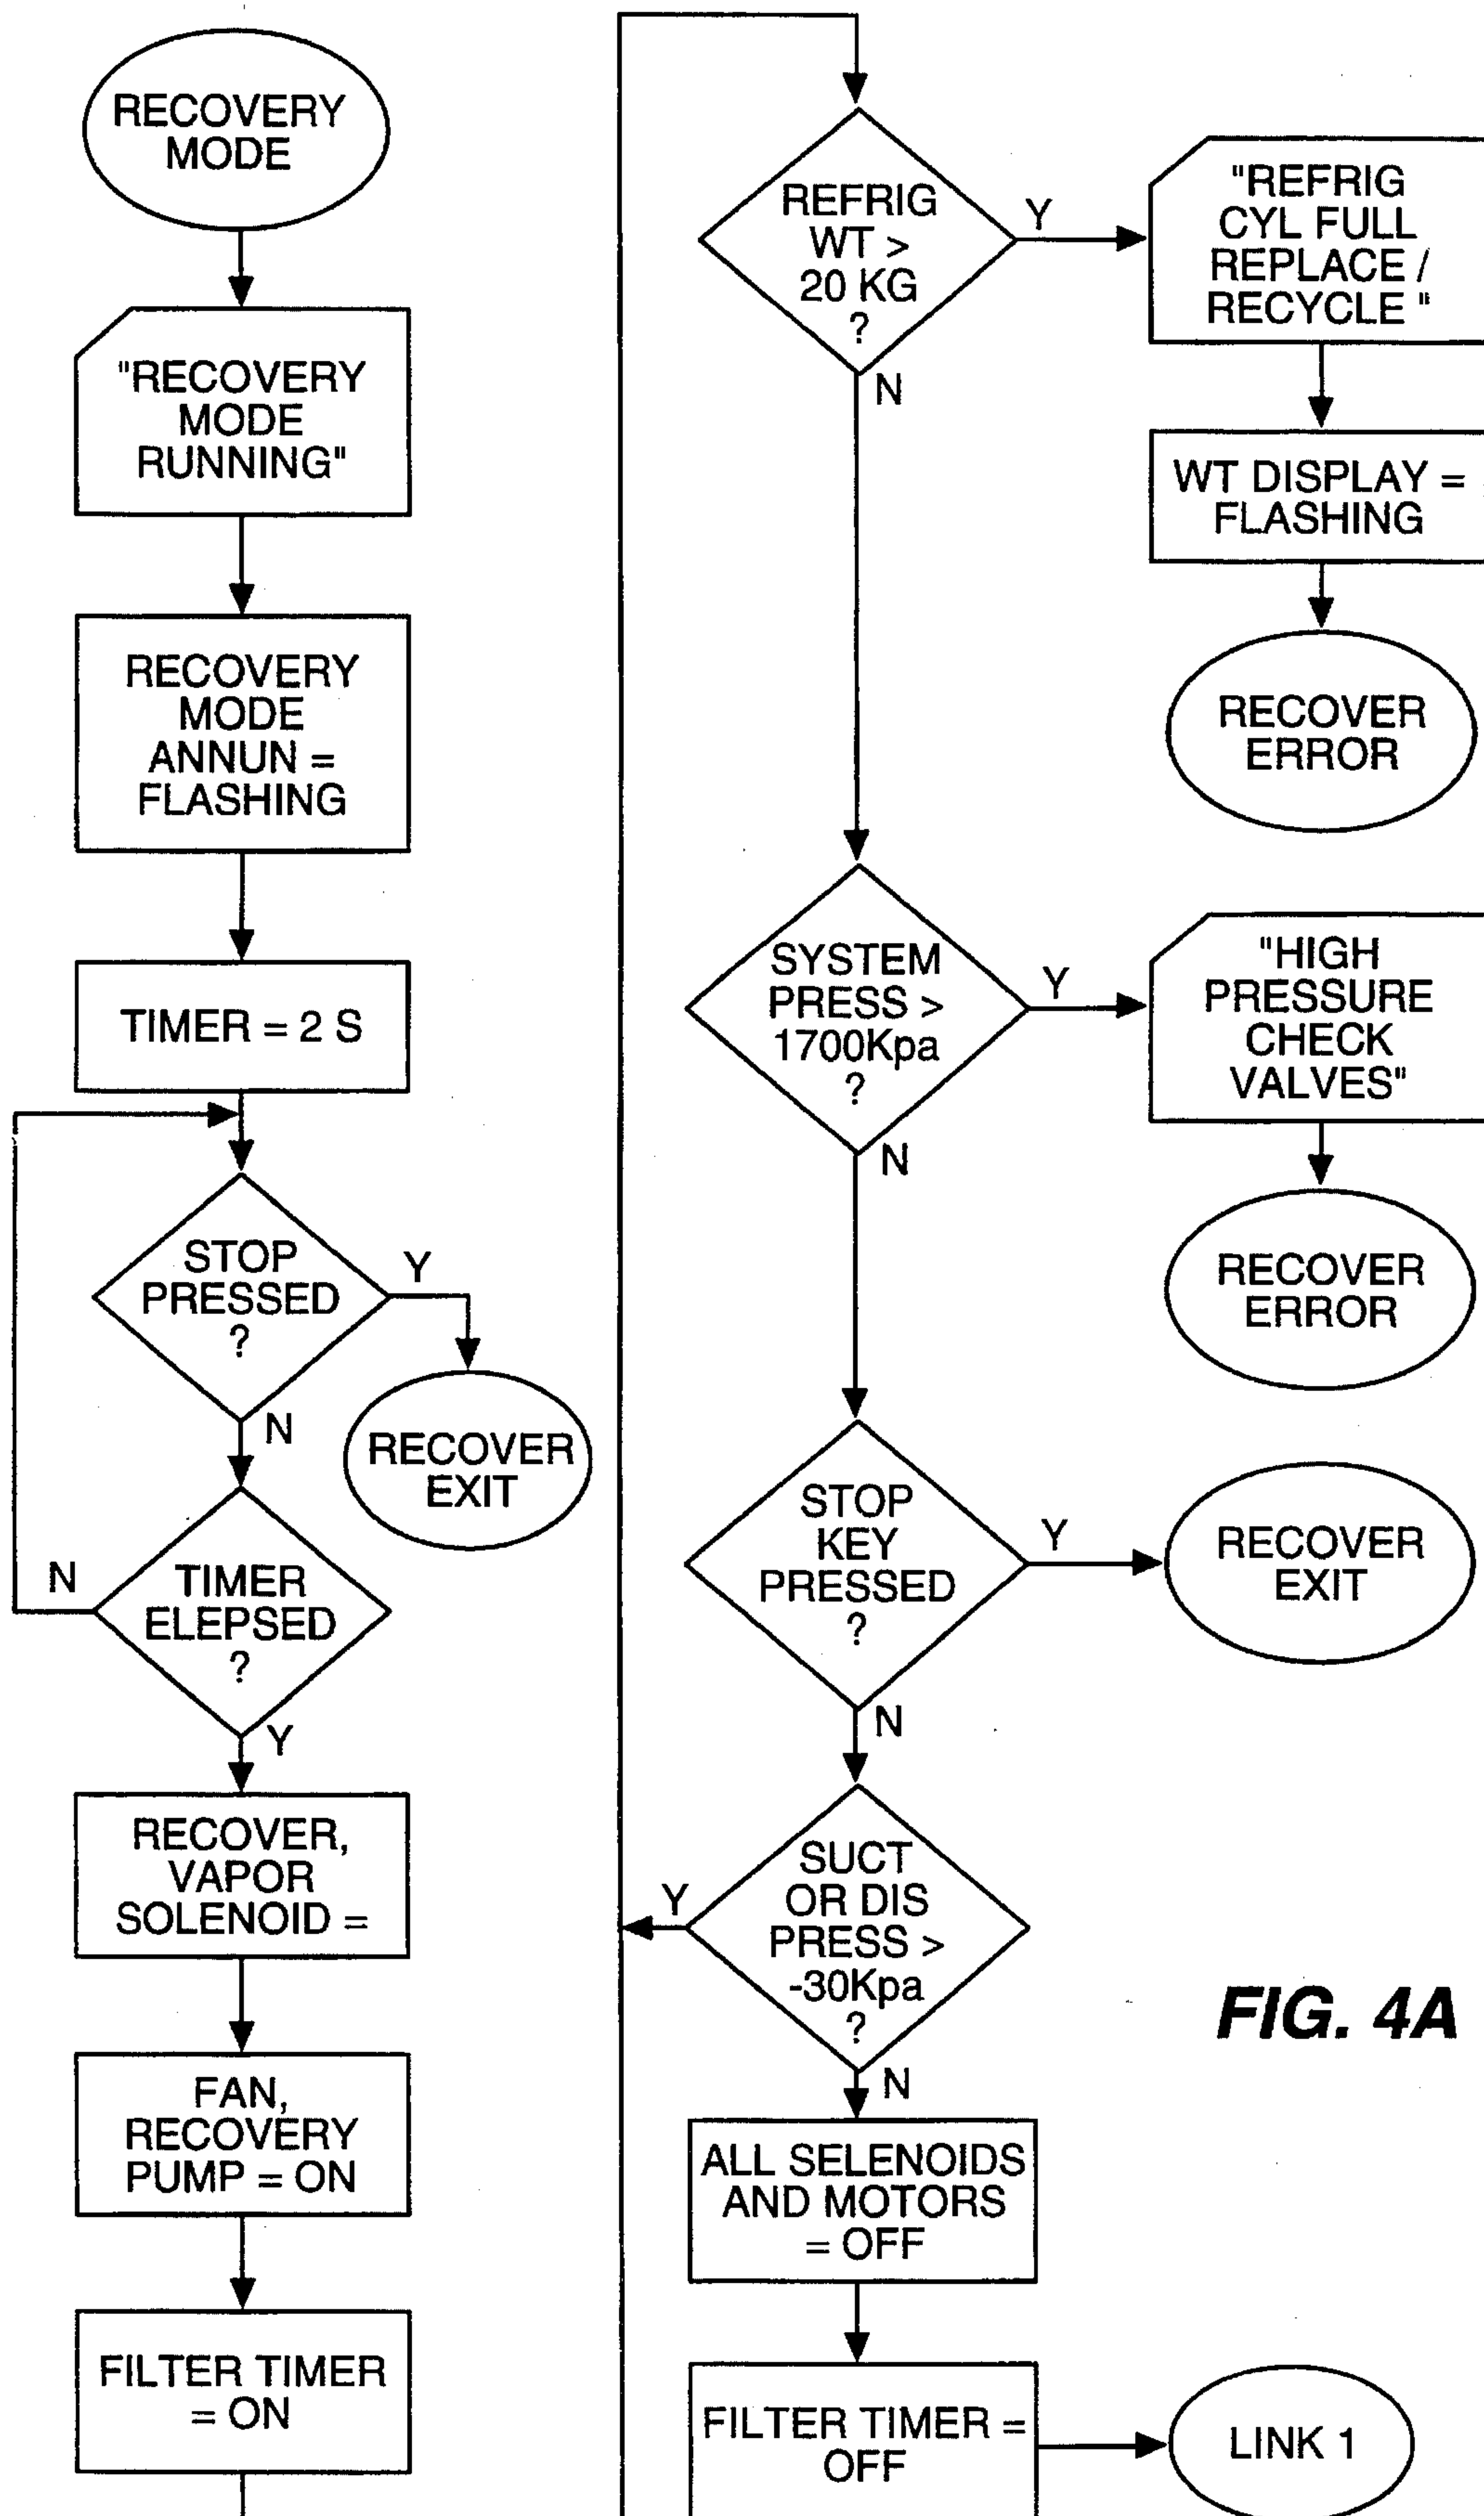 RECOVERY
MODE
"RECOVERY
MODE
RUNNING"
RECOVERY
MODE
ANNUN =
FLASHING
TIMER = 2 S
STOP
PRESSED
?
Y
N
RECOVER
EXIT
TIMER
ELEPSED
?
N
Y
RECOVER,
VAPOR
SOLENOID =
FAN,
RECOVERY
PUMP = ON
FILTER TIMER
= ON
REFRIG
WT >
20 KG
?
Y
N
"REFRIG
CYL FULL
REPLACE /
RECYCLE "
WT DISPLAY =
FLASHING
RECOVER
ERROR
SYSTEM
PRESS >
1700Kpa
?
Y
N
"HIGH
PRESSURE
CHECK
VALVES"
RECOVER
ERROR
STOP
KEY
PRESSED
?
Y
N
RECOVER
EXIT
SUCT
OR DIS
PRESS >
-30Kpa
?
Y
N
ALL SELENOIDS
AND MOTORS
= OFF
FILTER TIMER =
OFF
LINK 1
FIG. 4A